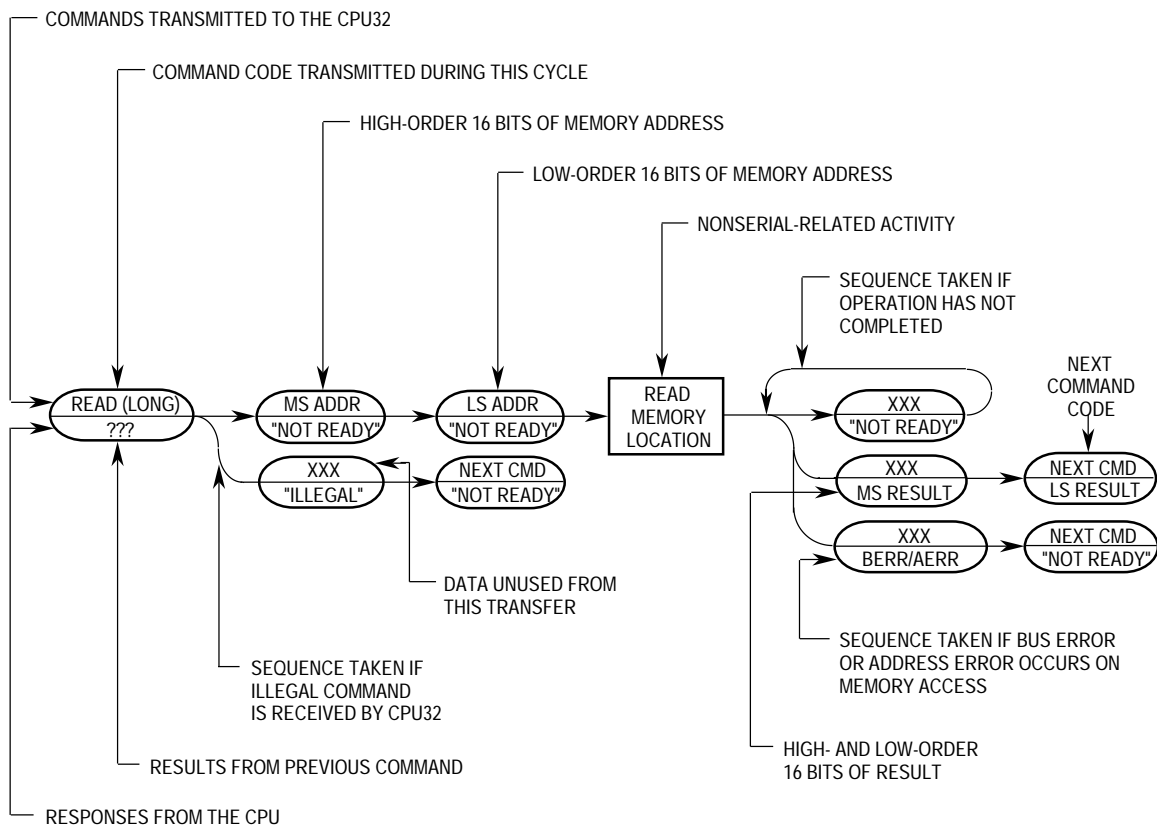 COMMANDS TRANSMITTED TO THE CPU32
COMMAND CODE TRANSMITTED DURING THIS CYCLE
HIGH-ORDER 16 BITS OF MEMORY ADDRESS
LOW-ORDER 16 BITS OF MEMORY ADDRESS
NONSERIAL-RELATED ACTIVITY
SEQUENCE TAKEN IF
OPERATION HAS NOT
COMPLETED
NEXT
COMMAND
CODE
READ (LONG)
???
MS ADDR
"NOT READY"
LS ADDR
"NOT READY"
READ
MEMORY
LOCATION
XXX
"NOT READY"
XXX
"ILLEGAL"
NEXT CMD
"NOT READY"
XXX
MS RESULT
NEXT CMD
LS RESULT
XXX
BERR/AERR
NEXT CMD
"NOT READY"
DATA UNUSED FROM
THIS TRANSFER
SEQUENCE TAKEN IF BUS ERROR
OR ADDRESS ERROR OCCURS ON
MEMORY ACCESS
SEQUENCE TAKEN IF
ILLEGAL COMMAND
IS RECEIVED BY CPU32
HIGH- AND LOW-ORDER
16 BITS OF RESULT
RESULTS FROM PREVIOUS COMMAND
RESPONSES FROM THE CPU